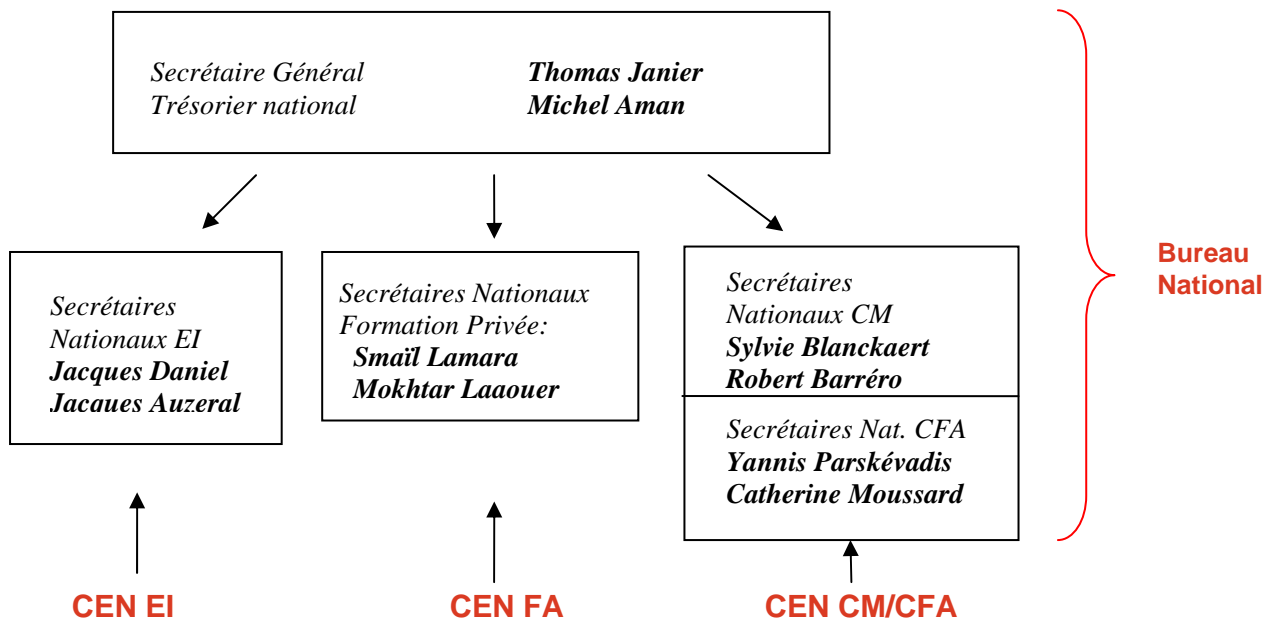 Secrétaire Général Thomas Janier
Trésorier national Michel Aman
Bureau
National
Secrétaires
Nationaux EI
Jacques Daniel
Jacaues Auzeral
Secrétaires Nationaux
Formation Privée:
Smaïl Lamara
Mokhtar Laaouer
Secrétaires
Nationaux CM
Sylvie Blanckaert
Robert Barréro
Secrétaires Nat. CFA
Yannis Parskévadis
Catherine Moussard
CEN EI
CEN FA
CEN CM/CFA